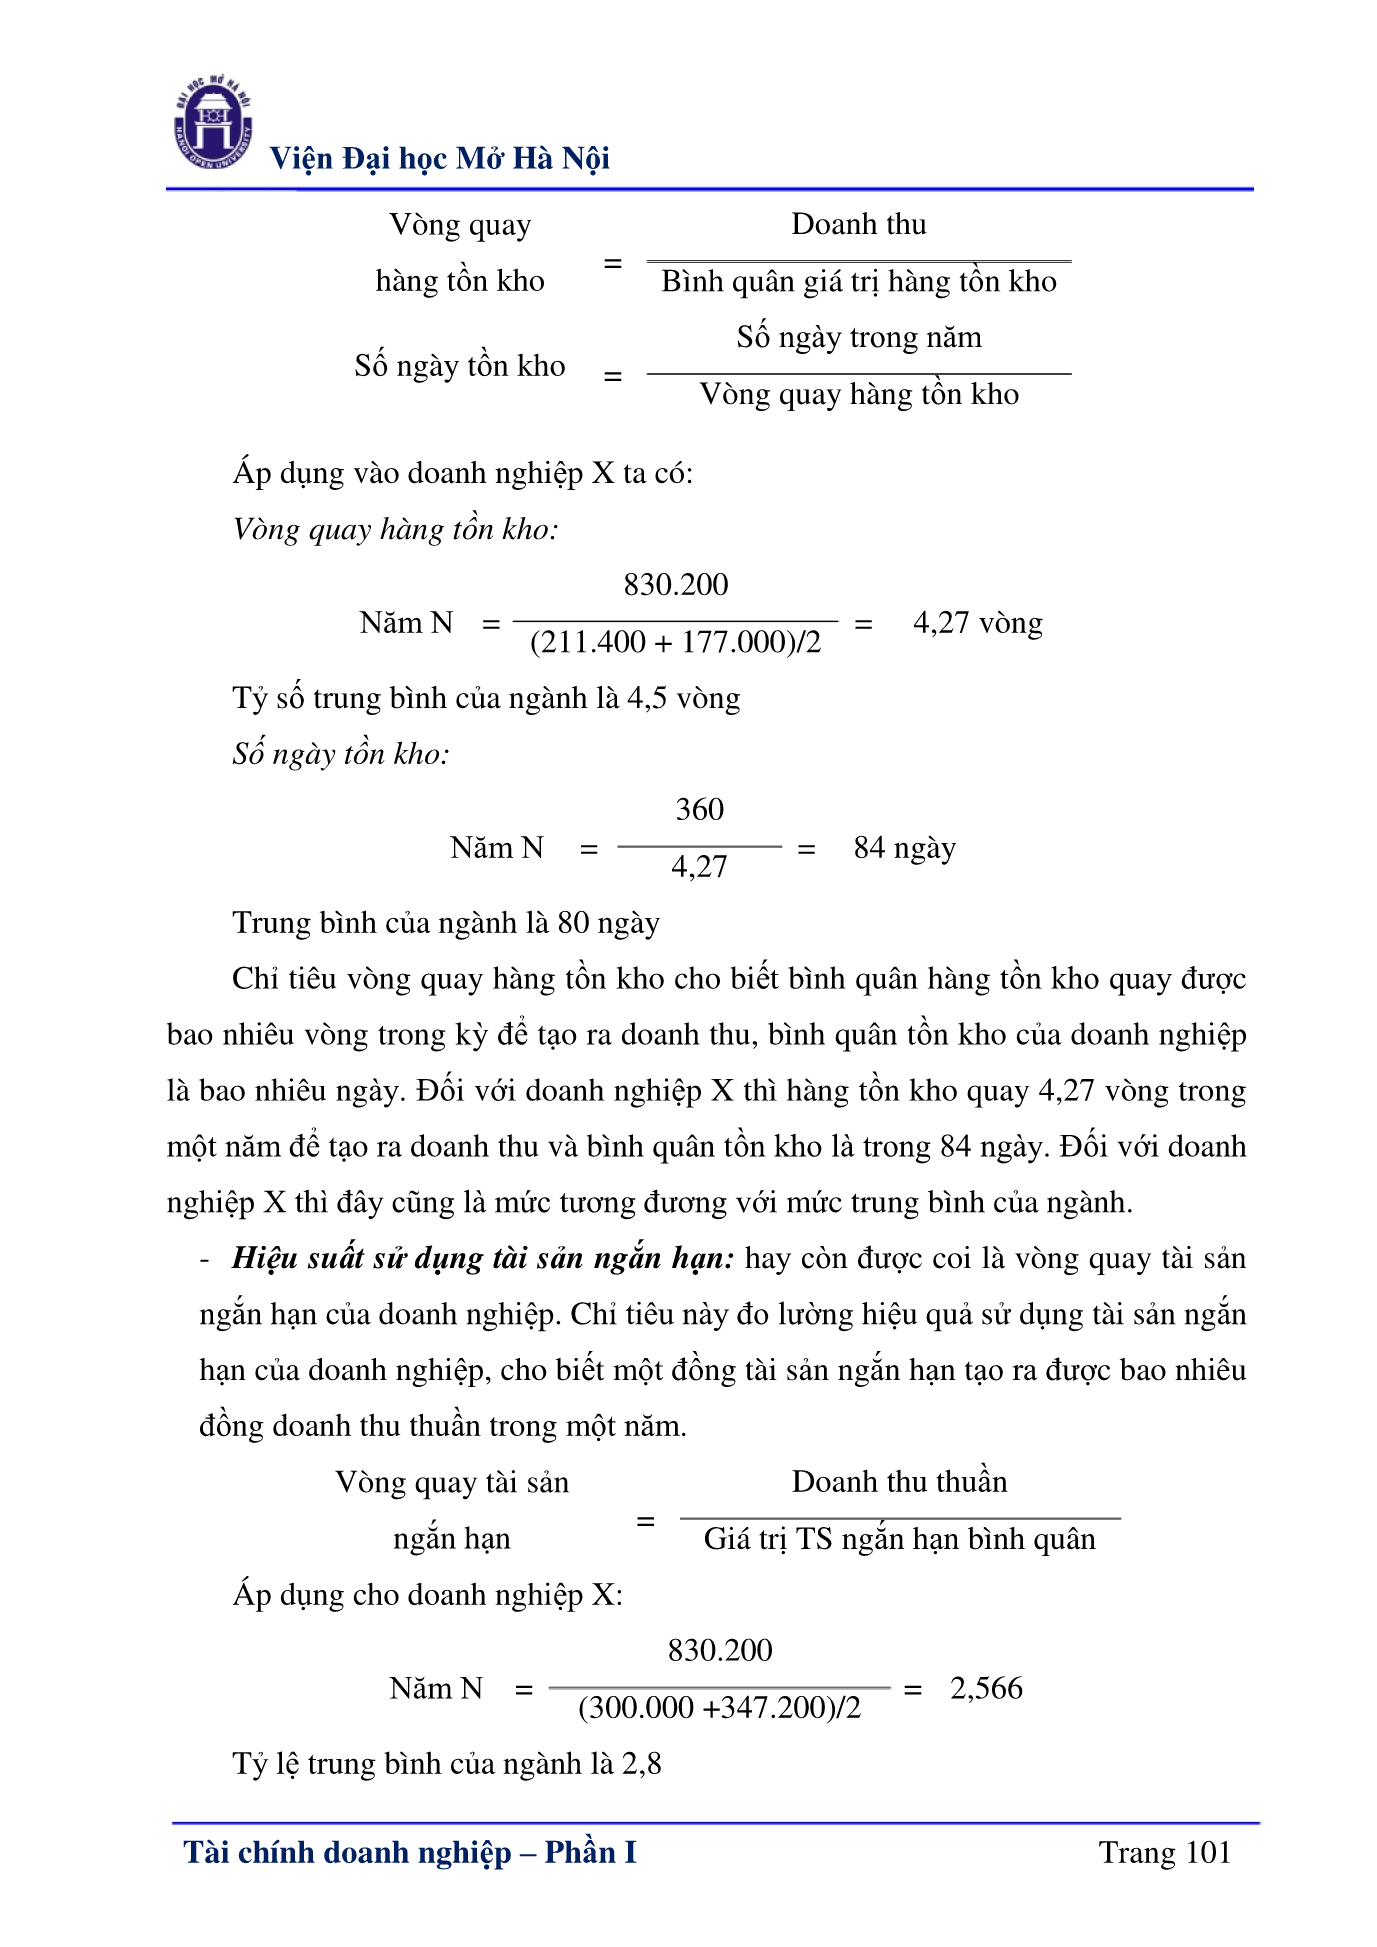 ĐẠI HỌC MỞ HÀ NỘI
HANOI OPEN UNIVERSITY
Viện Đại học Mở Hà Nội
Vòng quay
hàng tồn kho
=
Doanh thu
Bình quân giá trị hàng tồn kho
Số ngày tồn kho
=
Số ngày trong năm
Vòng quay hàng tồn kho
Áp dụng vào doanh nghiệp X ta có:
Vòng quay hàng tồn kho:
830.200
Năm N = = 4,27 vòng
(211.400 + 177.000)/2
Tỷ số trung bình của ngành là 4,5 vòng
Số ngày tồn kho:
360
Năm N = = 84 ngày
4,27
Trung bình của ngành là 80 ngày
Chỉ tiêu vòng quay hàng tồn kho cho biết bình quân hàng tồn kho quay được
bao nhiêu vòng trong kỳ để tạo ra doanh thu, bình quân tồn kho của doanh nghiệp
là bao nhiêu ngày. Đối với doanh nghiệp X thì hàng tồn kho quay 4,27 vòng trong
một năm để tạo ra doanh thu và bình quân tồn kho là trong 84 ngày. Đối với doanh
nghiệp X thì đây cũng là mức tương đương với mức trung bình của ngành.
- Hiệu suất sử dụng tài sản ngắn hạn: hay còn được coi là vòng quay tài sản
ngắn hạn của doanh nghiệp. Chỉ tiêu này đo lường hiệu quả sử dụng tài sản ngắn
hạn của doanh nghiệp, cho biết một đồng tài sản ngắn hạn tạo ra được bao nhiêu
đồng doanh thu thuần trong một năm.
Vòng quay tài sản
ngắn hạn
=
Doanh thu thuần
Giá trị TS ngắn hạn bình quân
Áp dụng cho doanh nghiệp X:
830.200
Năm N = = 2,566
(300.000 +347.200)/2
Tỷ lệ trung bình của ngành là 2,8
Tài chính doanh nghiệp – Phần I
Trang 101